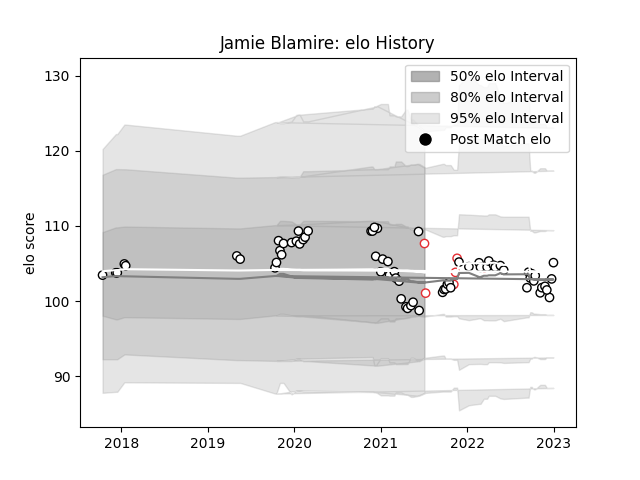 Jamie Blamire: elo History
130
120
110
100
90
elo score
50% elo Interval
80% elo Interval
95% elo Interval
Post Match elo
2018 2019 2020 2021 2022 2023